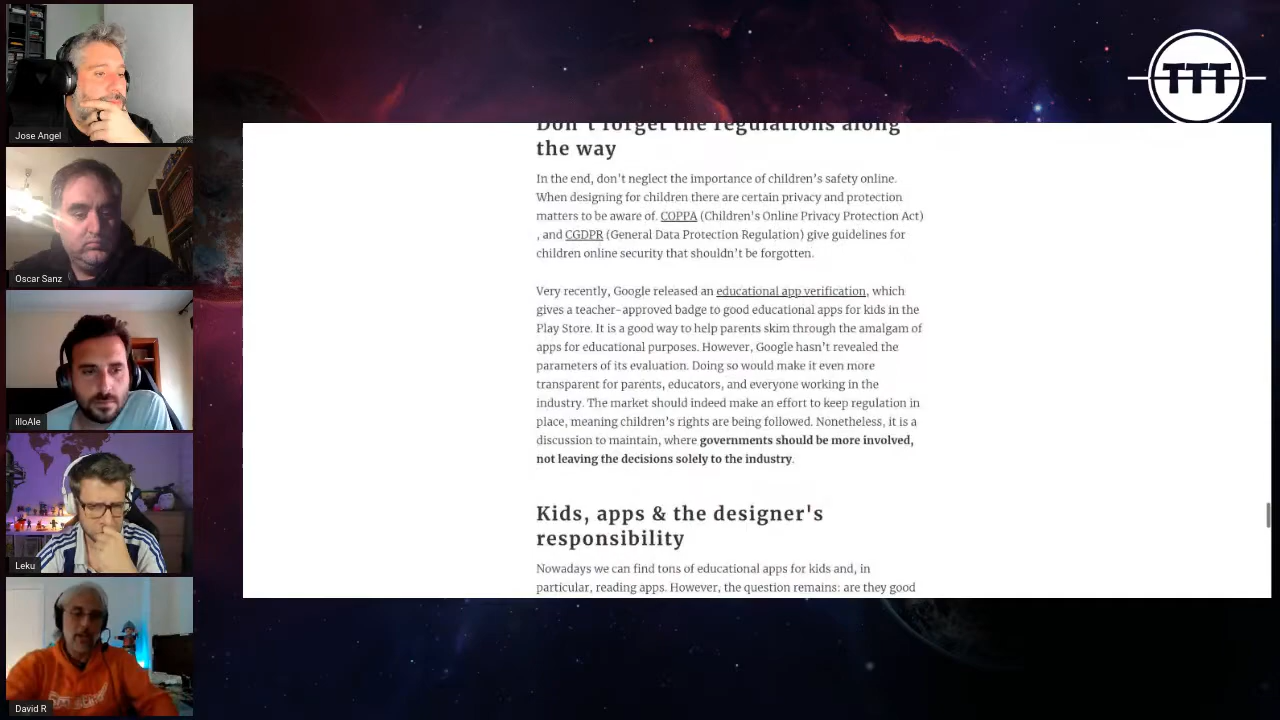 Jose Angel
Oscar Sanz
illoAle
Leku
David R
TTT
Don't forget the regulations along
the way
In the end, don't neglect the importance of children's safety online.
When designing for children there are certain privacy and protection
matters to be aware of. COPPA (Children's Online Privacy Protection Act)
, and CGDPR (General Data Protection Regulation) give guidelines for
children online security that shouldn't be forgotten.
Very recently, Google released an educational app verification, which
gives a teacher-approved badge to good educational apps for kids in the
Play Store. It is a good way to help parents skim through the amalgam of
apps for educational purposes. However, Google hasn't revealed the
parameters of its evaluation. Doing so would make it even more
transparent for parents, educators, and everyone working in the
industry. The market should indeed make an effort to keep regulation in
place, meaning children's rights are being followed. Nonetheless, it is a
discussion to maintain, where governments should be more involved,
not leaving the decisions solely to the industry.
Kids, apps & the designer's
responsibility
Nowadays we can find tons of educational apps for kids and, in
particular, reading apps. However, the question remains: are they good